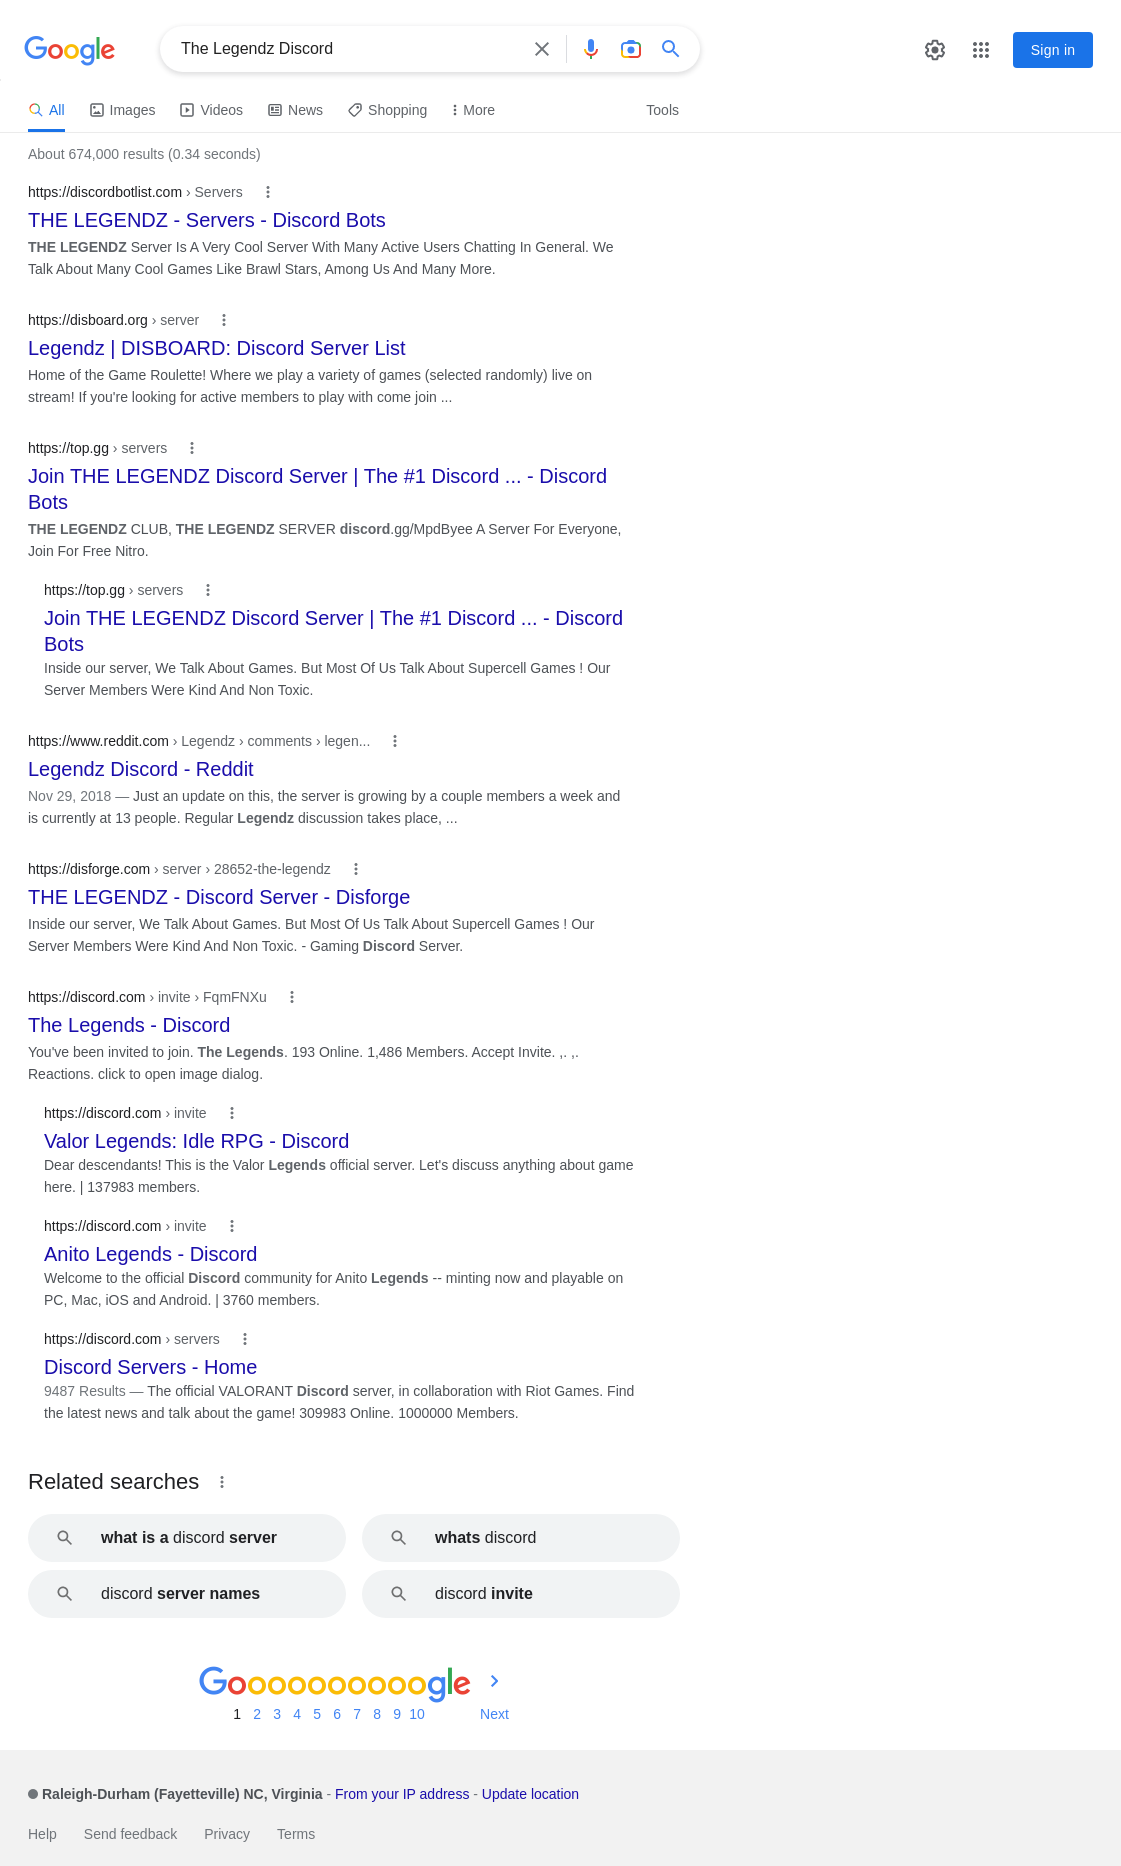 Google
The Legendz Discord
Sign in
All Images Videos News Shopping More Tools
About 674,000 results (0.34 seconds)
https://discordbotlist.com › Servers
THE LEGENDZ - Servers - Discord Bots
THE LEGENDZ Server Is A Very Cool Server With Many Active Users Chatting In General. We
Talk About Many Cool Games Like Brawl Stars, Among Us And Many More.
https://disboard.org › server
Legendz | DISBOARD: Discord Server List
Home of the Game Roulette! Where we play a variety of games (selected randomly) live on
stream! If you're looking for active members to play with come join ...
https://top.gg › servers
Join THE LEGENDZ Discord Server | The #1 Discord ... - Discord
Bots
THE LEGENDZ CLUB, THE LEGENDZ SERVER discord.gg/MpdByee A Server For Everyone,
Join For Free Nitro.
https://top.gg › servers
Join THE LEGENDZ Discord Server | The #1 Discord ... - Discord
Bots
Inside our server, We Talk About Games. But Most Of Us Talk About Supercell Games ! Our
Server Members Were Kind And Non Toxic.
https://www.reddit.com › Legendz › comments › legen...
Legendz Discord - Reddit
Nov 29, 2018 — Just an update on this, the server is growing by a couple members a week and
is currently at 13 people. Regular Legendz discussion takes place, ...
https://disforge.com › server › 28652-the-legendz
THE LEGENDZ - Discord Server - Disforge
Inside our server, We Talk About Games. But Most Of Us Talk About Supercell Games ! Our
Server Members Were Kind And Non Toxic. - Gaming Discord Server.
https://discord.com › invite › FqmFNXu
The Legends - Discord
You've been invited to join. The Legends. 193 Online. 1,486 Members. Accept Invite. ,. ,.
Reactions. click to open image dialog.
https://discord.com › invite
Valor Legends: Idle RPG - Discord
Dear descendants! This is the Valor Legends official server. Let's discuss anything about game
here. | 137983 members.
https://discord.com › invite
Anito Legends - Discord
Welcome to the official Discord community for Anito Legends -- minting now and playable on
PC, Mac, iOS and Android. | 3760 members.
https://discord.com › servers
Discord Servers - Home
9487 Results — The official VALORANT Discord server, in collaboration with Riot Games. Find
the latest news and talk about the game! 309983 Online. 1000000 Members.
Related searches
what is a discord server
whats discord
discord server names
discord invite
Goooooooooogle
1 2 3 4 5 6 7 8 9 10 Next
Raleigh-Durham (Fayetteville) NC, Virginia - From your IP address - Update location
Help Send feedback Privacy Terms